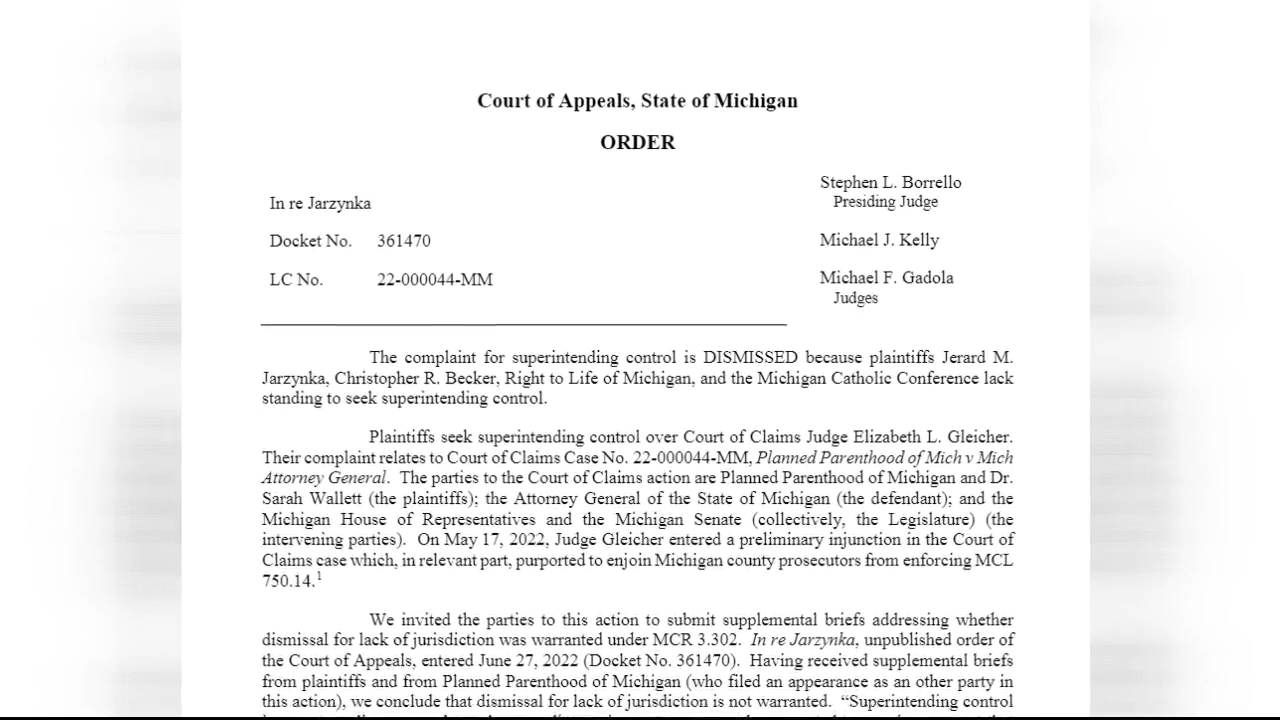 Court of Appeals, State of Michigan
ORDER
In re Jarzynka
Docket No. 361470
LC No. 22-000044-MM
Stephen L. Borrello
Presiding Judge
Michael J. Kelly
Michael F. Gadola
Judges
The complaint for superintending control is DISMISSED because plaintiffs Jerard M.
Jarzynka, Christopher R. Becker, Right to Life of Michigan, and the Michigan Catholic Conference lack
standing to seek superintending control.
Plaintiffs seek superintending control over Court of Claims Judge Elizabeth L. Gleicher.
Their complaint relates to Court of Claims Case No. 22-000044-MM, Planned Parenthood of Mich v Mich
Attorney General. The parties to the Court of Claims action are Planned Parenthood of Michigan and Dr.
Sarah Wallett (the plaintiffs); the Attorney General of the State of Michigan (the defendant); and the
Michigan House of Representatives and the Michigan Senate (collectively, the Legislature) (the
intervening parties). On May 17, 2022, Judge Gleicher entered a preliminary injunction in the Court of
Claims case which, in relevant part, purported to enjoin Michigan county prosecutors from enforcing MCL
750.14.1
We invited the parties to this action to submit supplemental briefs addressing whether
dismissal for lack of jurisdiction was warranted under MCR 3.302. In re Jarzynka, unpublished order of
the Court of Appeals, entered June 27, 2022 (Docket No. 361470). Having received supplemental briefs
from plaintiffs and from Planned Parenthood of Michigan (who filed an appearance as an other party in
this action), we conclude that dismissal for lack of jurisdiction is not warranted. “Superintending control